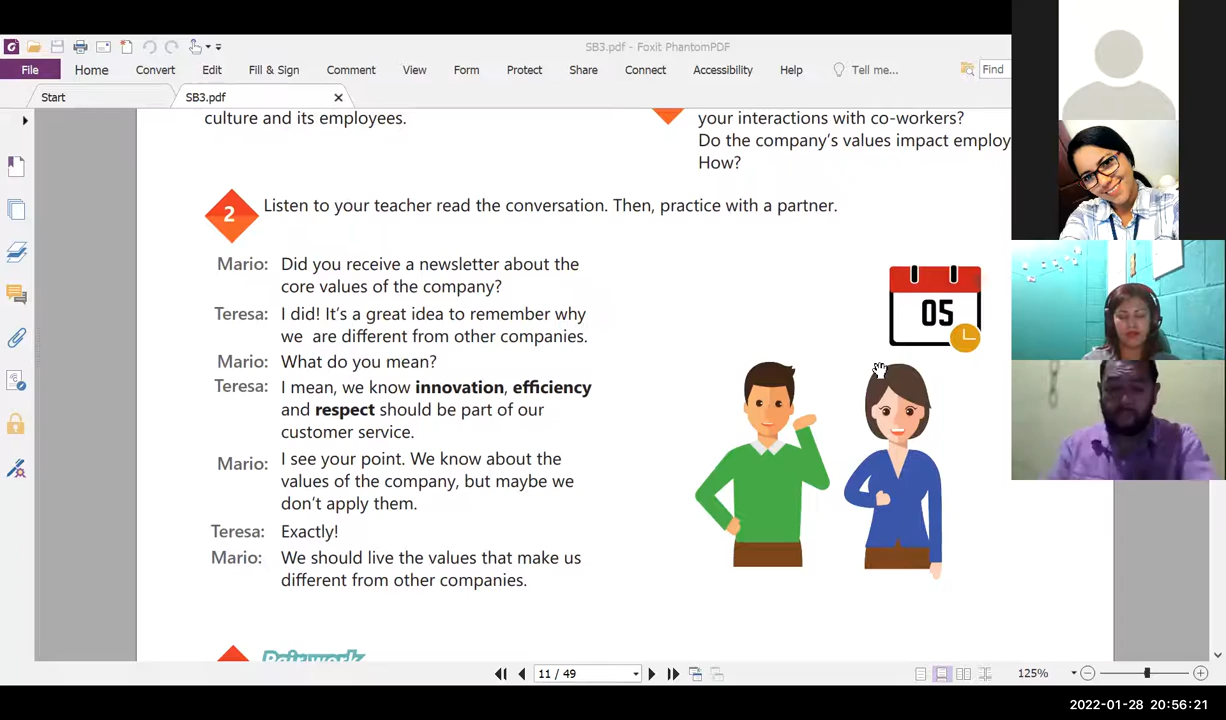 SB3.pdf - Foxit PhantomPDF
File Home Convert Edit Fill & Sign Comment View Form Protect Share Connect Accessibility Help Tell me... Find
Start SB3.pdf
culture and its employees.
your interactions with co-workers?
Do the company's values impact employ
How?
2 Listen to your teacher read the conversation. Then, practice with a partner.
Mario: Did you receive a newsletter about the
core values of the company?
Teresa: I did! It's a great idea to remember why
we are different from other companies.
Mario: What do you mean?
Teresa: I mean, we know innovation, efficiency
and respect should be part of our
customer service.
Mario: I see your point. We know about the
values of the company, but maybe we
don't apply them.
Teresa: Exactly!
Mario: We should live the values that make us
different from other companies.
05
Pair work
11 / 49
125%
2022-01-28 20:56:21